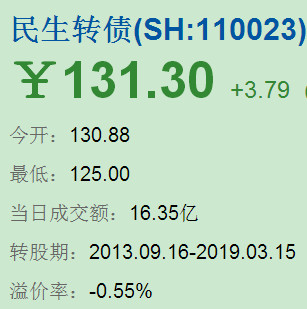 民生转债(SH:110023)
￥131.30 +3.79
今开：130.88
最低：125.00
当日成交额：16.35亿
转股期：2013.09.16-2019.03.15
溢价率：-0.55%